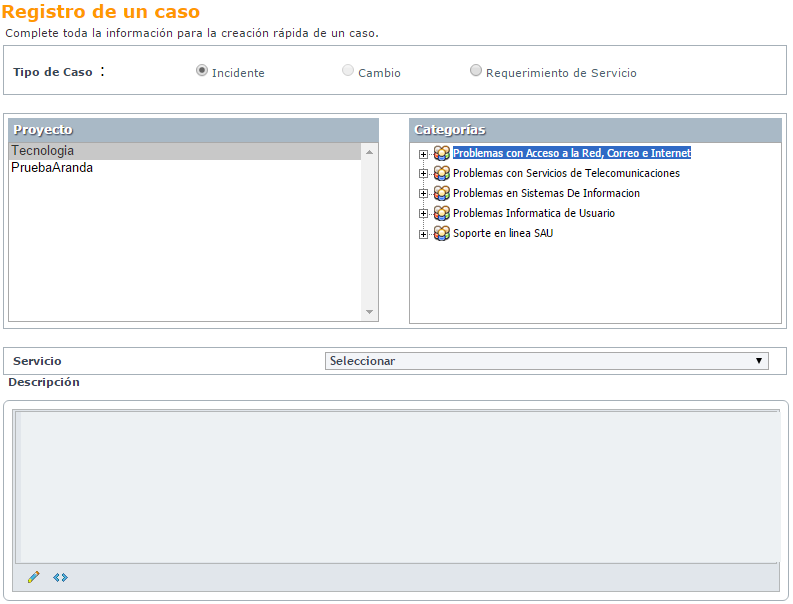 Registro de un caso
Complete toda la información para la creación rápida de un caso.
Tipo de Caso : Incidente Cambio Requerimiento de Servicio
Proyecto
Tecnologia
PruebaAranda
Categorías
Problemas con Acceso a la Red, Correo e Internet
Problemas con Servicios de Telecomunicaciones
Problemas en Sistemas De Informacion
Problemas Informatica de Usuario
Soporte en linea SAU
Servicio Seleccionar
Descripción